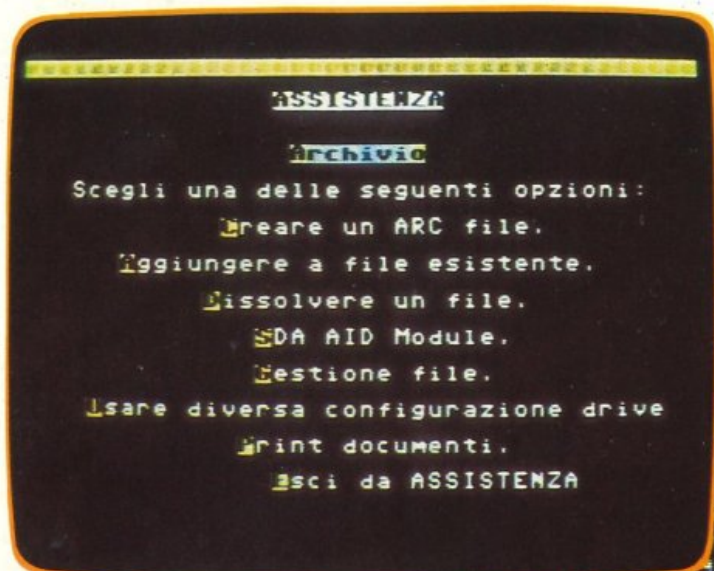 ASSISTENZA
Archivio
Scegli una delle seguenti opzioni:
Creare un ARC file.
Aggiungere a file esistente.
Dissolvere un file.
SDA AID Module.
Gestione file.
Usare diversa configurazione drive
Print documenti.
Esci da ASSISTENZA